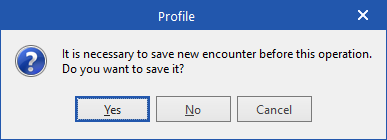 Profile
It is necessary to save new encounter before this operation.
Do you want to save it?
Yes
No
Cancel